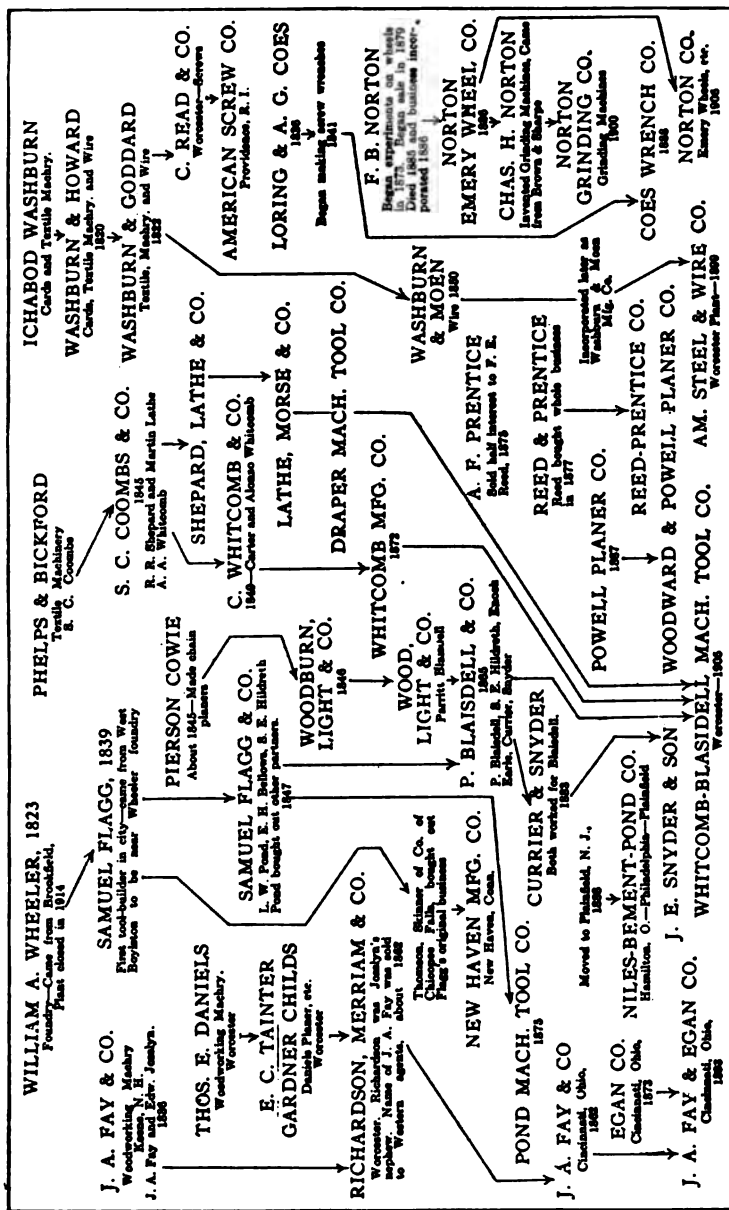 WILLIAM A. WHEELER, 1823
Foundry—Came from Brookfield,
Plant closed in 1914
J. A. FAY & CO.
Woodworking Machry
Keene, N. H.
J. A. Fay and Edw. Joselyn.
1836
SAMUEL FLAGG, 1839
First tool-builder in city—came from West
Boylston to be near Wheeler foundry
THOS. E. DANIELS
Woodworking Machry.
Worcester
E. C. TAINTER
GARDNER CHILDS
Daniels Planer, etc.
Worcester
RICHARDSON, MERRIAM & CO.
Worcester. Richardson was Joselyn's
nephew. Name of J. A. Fay was sold
to Western agents, about 1862
J. A. FAY & CO
Cincinnati, Ohio,
1862
EGAN CO.
Cincinnati, Ohio,
1873
J. A. FAY & EGAN CO.
Cincinnati, Ohio,
1893
PHELPS & BICKFORD
Textile Machinery
S. C. Coombs
PIERSON COWIE
About 1845—Made chain
planers
SAMUEL FLAGG & CO.
L. W. Pond, E. H. Bellows, S. E. Hildreth
Pond bought out other partners.
1847
Thomson, Skinner of Co. of
Chicopee Falls, bought out
Flagg's original business
NEW HAVEN MFG. CO.
New Haven, Conn.
POND MACH. TOOL CO.
1875
Moved to Plainfield, N. J.,
NILES-BEMENT-POND CO.
Hamilton, O.—Philadelphia—Plainfield
WOODBURN,
LIGHT & CO.
1846
WOOD,
LIGHT & CO.
Parritt Blaisdell
P. BLAISDELL & CO.
1865
P. Blaisdell, S. E. Hildreth, Enoch
Earle, Currier, Snyder
CURRIER & SNYDER
Both worked for Blaisdell.
1883
J. E. SNYDER & SON
S. C. COOMBS & CO.
1845
R. R. Shepard and Martin Lathe
A. A. Whitcomb
SHEPARD, LATHE & CO.
C. WHITCOMB & CO.
1849—Carter and Alonzo Whitcomb
LATHE, MORSE & CO.
DRAPER MACH. TOOL CO.
WHITCOMB MFG. CO.
1872
A. F. PRENTICE
Sold half interest to F. E.
Reed, 1875
REED & PRENTICE
Reed bought whole business
in 1877
REED-PRENTICE CO.
POWELL PLANER CO.
1887
WOODWARD & POWELL PLANER CO.
WHITCOMB-BLASIDELL MACH. TOOL CO.
Worcester—1905
ICHABOD WASHBURN
Cards and Textile Machry.
WASHBURN & HOWARD
Cards, Textile Machry. and Wire
1820
WASHBURN & GODDARD
Textile, Machry. and Wire
1822
C. READ & CO.
Worcester—Screws
AMERICAN SCREW CO.
Providence, R. I.
WASHBURN
& MOEN
Wire
Incorporated later as
Washburn & Moen
Mfg. Co.
AM. STEEL & WIRE CO.
Worcester Plant—1899
LORING & A. G. COES
1836
Began making screw wrenches
1841
COES WRENCH CO.
1888
F. B. NORTON
Began experiments on wheels
in 1873. Began sale in 1879
Died 1885 and business incor-
porated 1886
NORTON
EMERY WHEEL CO.
CHAS. H. NORTON
Invented Grinding Machines, Came
from Brown & Sharpe
NORTON
GRINDING CO.
Grinding Machines
1900
NORTON CO.
Emery Wheels, etc.
1906